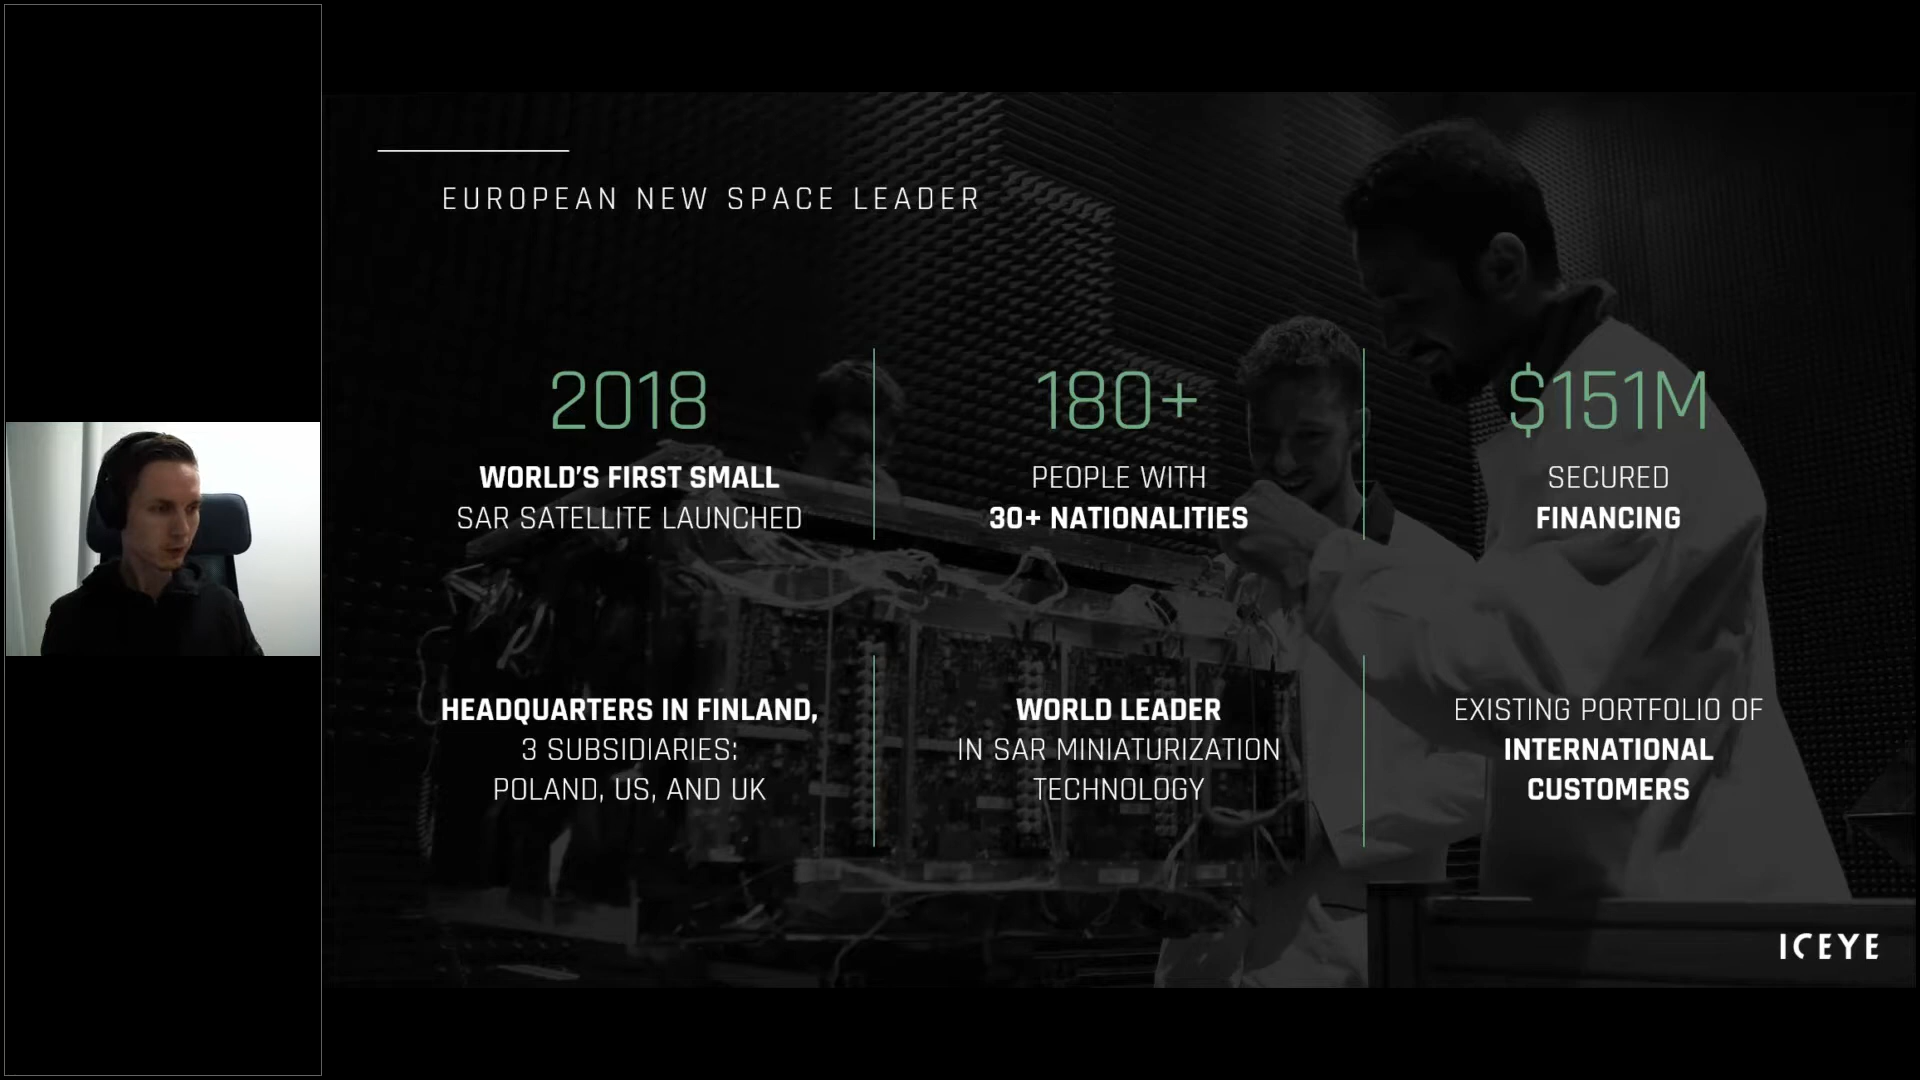 EUROPEAN NEW SPACE LEADER
2018
WORLD'S FIRST SMALL
SAR SATELLITE LAUNCHED
180+
PEOPLE WITH
30+ NATIONALITIES
$151M
SECURED
FINANCING
HEADQUARTERS IN FINLAND,
3 SUBSIDIARIES:
POLAND, US, AND UK
WORLD LEADER
IN SAR MINIATURIZATION
TECHNOLOGY
EXISTING PORTFOLIO OF
INTERNATIONAL
CUSTOMERS
ICEYE